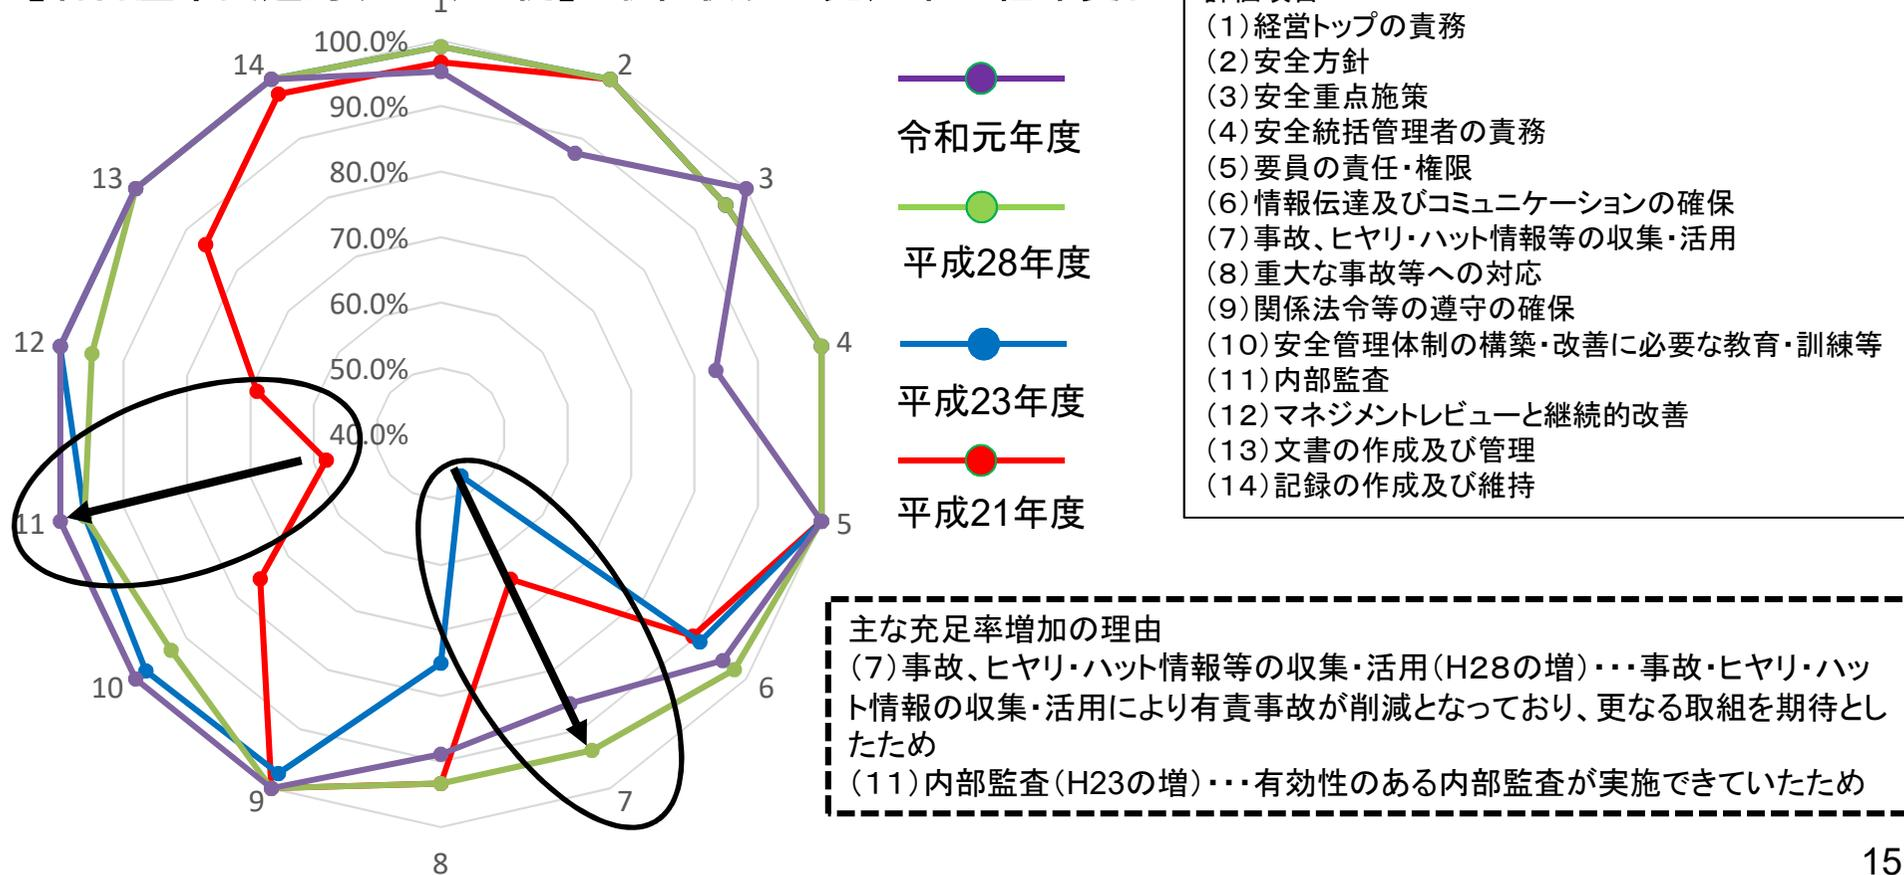 1
100.0%
90.0%
80.0%
70.0%
60.0%
50.0%
40.0%
2
3
4
5
6
7
8
9
10
11
12
13
14
令和元年度
平成28年度
平成23年度
平成21年度
(1)経営トップの責務
(2)安全方針
(3)安全重点施策
(4)安全統括管理者の責務
(5)要員の責任・権限
(6)情報伝達及びコミュニケーションの確保
(7)事故、ヒヤリ・ハット情報等の収集・活用
(8)重大な事故等への対応
(9)関係法令等の遵守の確保
(10)安全管理体制の構築・改善に必要な教育・訓練等
(11)内部監査
(12)マネジメントレビューと継続的改善
(13)文書の作成及び管理
(14)記録の作成及び維持
主な充足率増加の理由
(7)事故、ヒヤリ・ハット情報等の収集・活用(H28の増)・・・事故・ヒヤリ・ハッ
ト情報の収集・活用により有責事故が削減となっており、更なる取組を期待とし
たため
(11)内部監査(H23の増)・・・有効性のある内部監査が実施できていたため
15